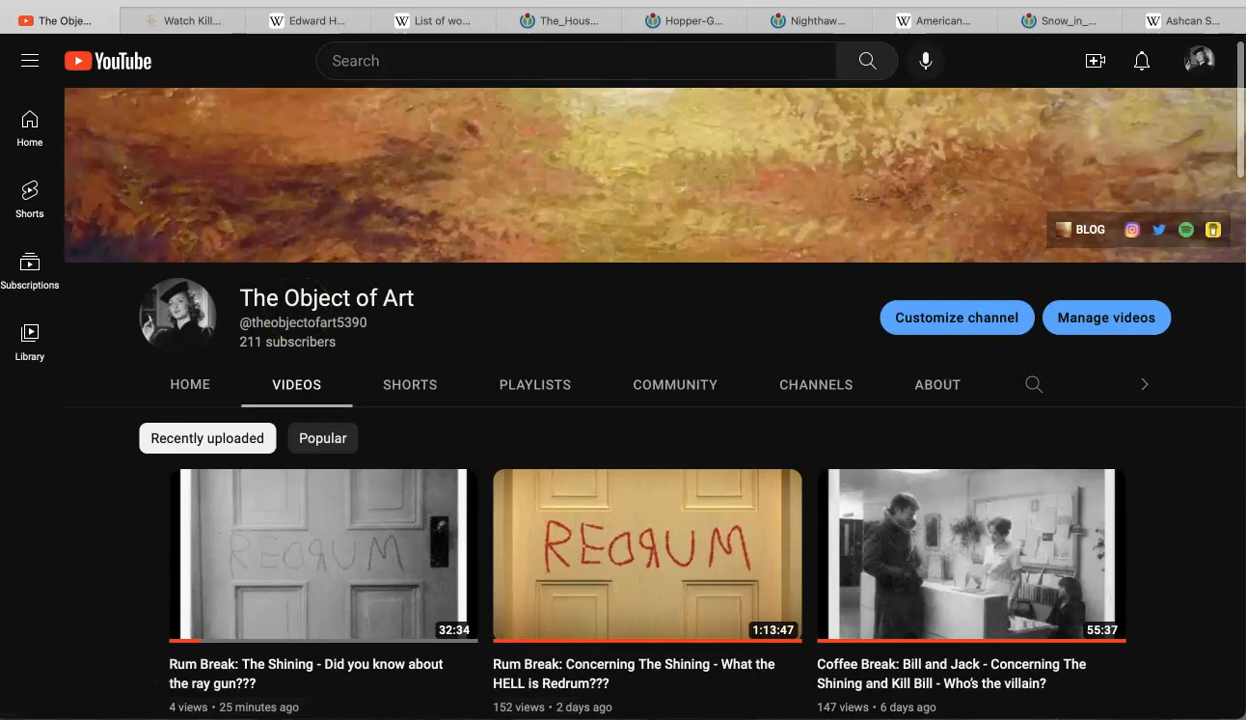 The Obje... Watch Kill... Edward H... List of wo... The_Hous... Hopper-G... Nighthaw... American... Snow_in_... Ashcan S...
YouTube Search
Home
Shorts
Subscriptions
Library
BLOG
The Object of Art
@theobjectofart5390
211 subscribers
Customize channel Manage videos
HOME VIDEOS SHORTS PLAYLISTS COMMUNITY CHANNELS ABOUT
Recently uploaded Popular
REDRUM REDRUM
32:34 1:13:47 55:37
Rum Break: The Shining - Did you know about
the ray gun???
4 views • 25 minutes ago
Rum Break: Concerning The Shining - What the
HELL is Redrum???
152 views • 2 days ago
Coffee Break: Bill and Jack - Concerning The
Shining and Kill Bill - Who's the villain?
147 views • 6 days ago